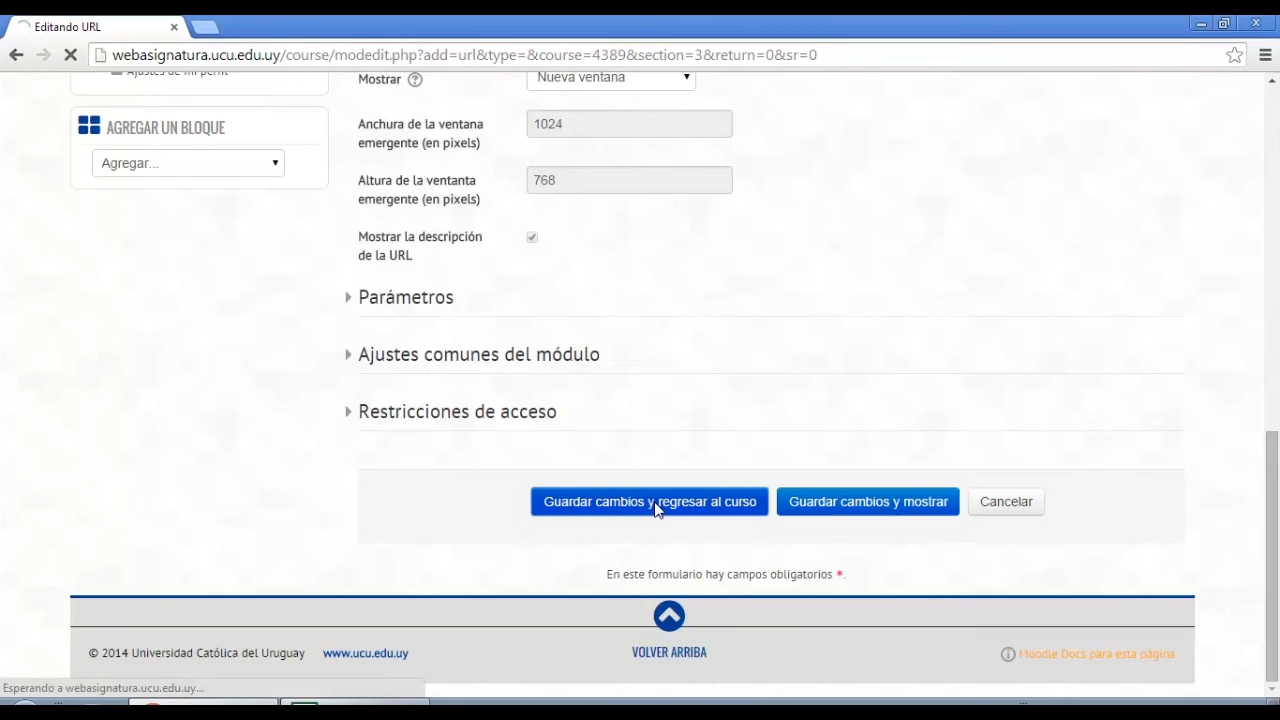 Editando URL
webasignatura.ucu.edu.uy/course/modedit.php?add=url&type=&course=4389&section=3&return=0&sr=0
Ajustes de mi perfil
Mostrar
Nueva ventana
AGREGAR UN BLOQUE
Agregar...
Anchura de la ventana
emergente (en pixels)
1024
Altura de la ventanta
emergente (en pixels)
768
Mostrar la descripción
de la URL
Parámetros
Ajustes comunes del módulo
Restricciones de acceso
Guardar cambios y regresar al curso
Guardar cambios y mostrar
Cancelar
En este formulario hay campos obligatorios *.
© 2014 Universidad Católica del Uruguay
www.ucu.edu.uy
VOLVER ARRIBA
Moodle Docs para esta página
Esperando a webasignatura.ucu.edu.uy...